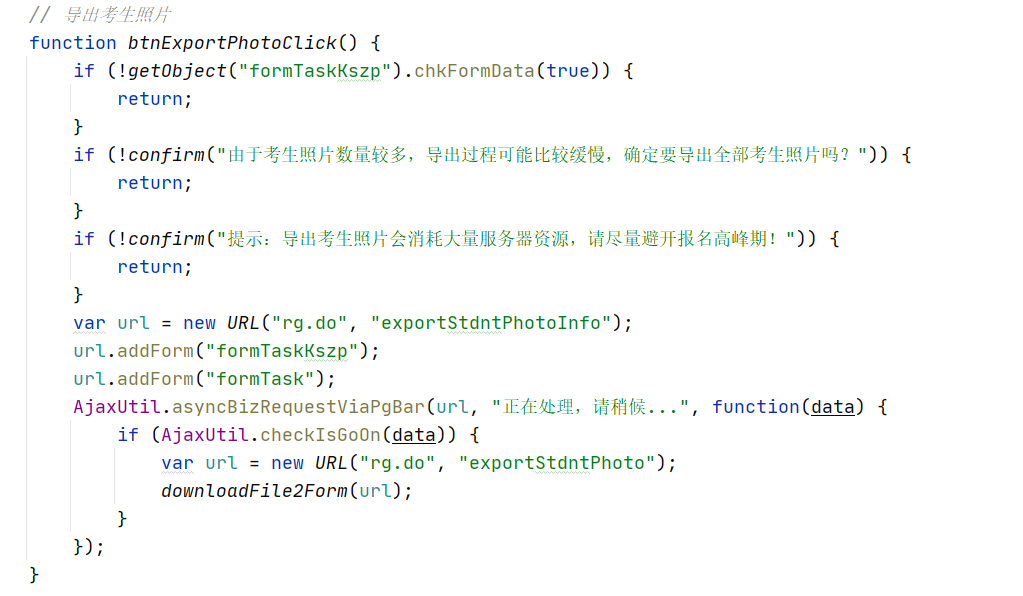 // 导出考生照片
function btnExportPhotoClick() {
    if (!getObject("formTaskKszp").chkFormData(true)) {
        return;
    }
    if (!confirm("由于考生照片数量较多，导出过程可能比较缓慢，确定要导出全部考生照片吗？")) {
        return;
    }
    if (!confirm("提示：导出考生照片会消耗大量服务器资源，请尽量避开报名高峰期！")) {
        return;
    }
    var url = new URL("rg.do", "exportStdntPhotoInfo");
    url.addForm("formTaskKszp");
    url.addForm("formTask");
    AjaxUtil.asyncBizRequestViaPgBar(url, "正在处理，请稍候...", function(data) {
        if (AjaxUtil.checkIsGoOn(data)) {
            var url = new URL("rg.do", "exportStdntPhoto");
            downloadFile2Form(url);
        }
    });
}